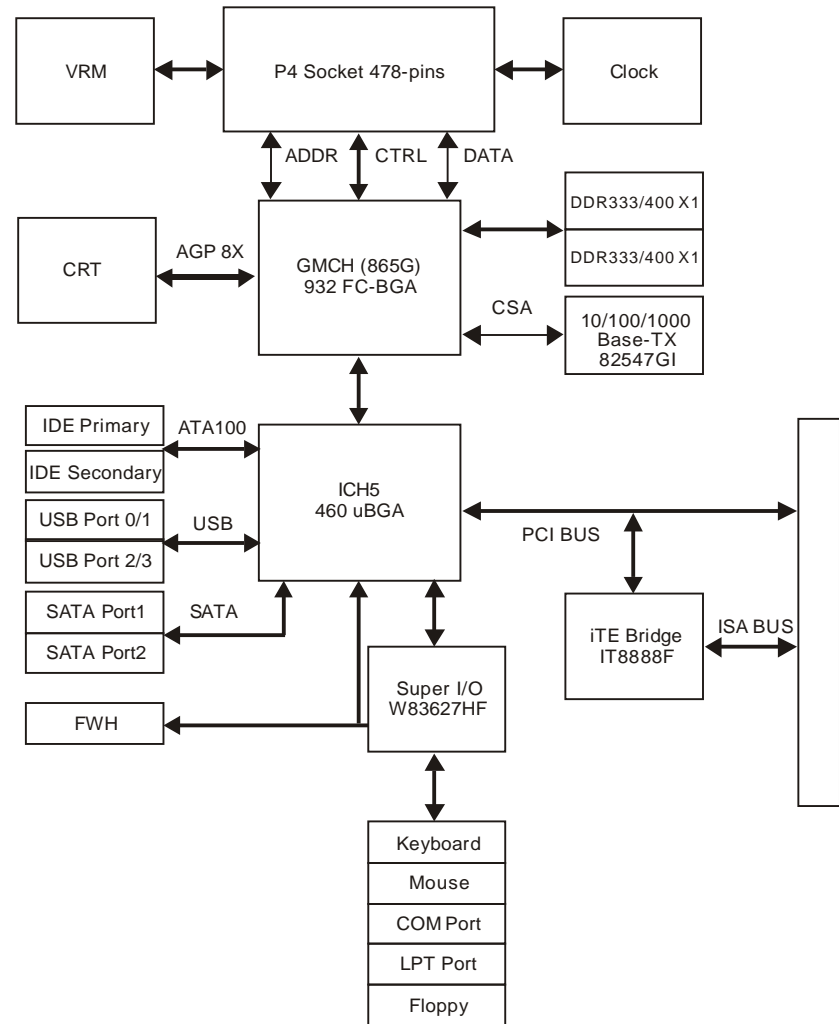 VRM
P4 Socket 478-pins
Clock
ADDR
CTRL
DATA
DDR333/400 X1
DDR333/400 X1
CRT
AGP 8X
GMCH (865G)
932 FC-BGA
CSA
10/100/1000
Base-TX
82547GI
IDE Primary
ATA100
IDE Secondary
ICH5
460 uBGA
USB Port 0/1
USB
USB Port 2/3
PCI BUS
SATA Port1
SATA
SATA Port2
iTE Bridge
IT8888F
ISA BUS
Super I/O
W83627HF
FWH
Keyboard
Mouse
COM Port
LPT Port
Floppy